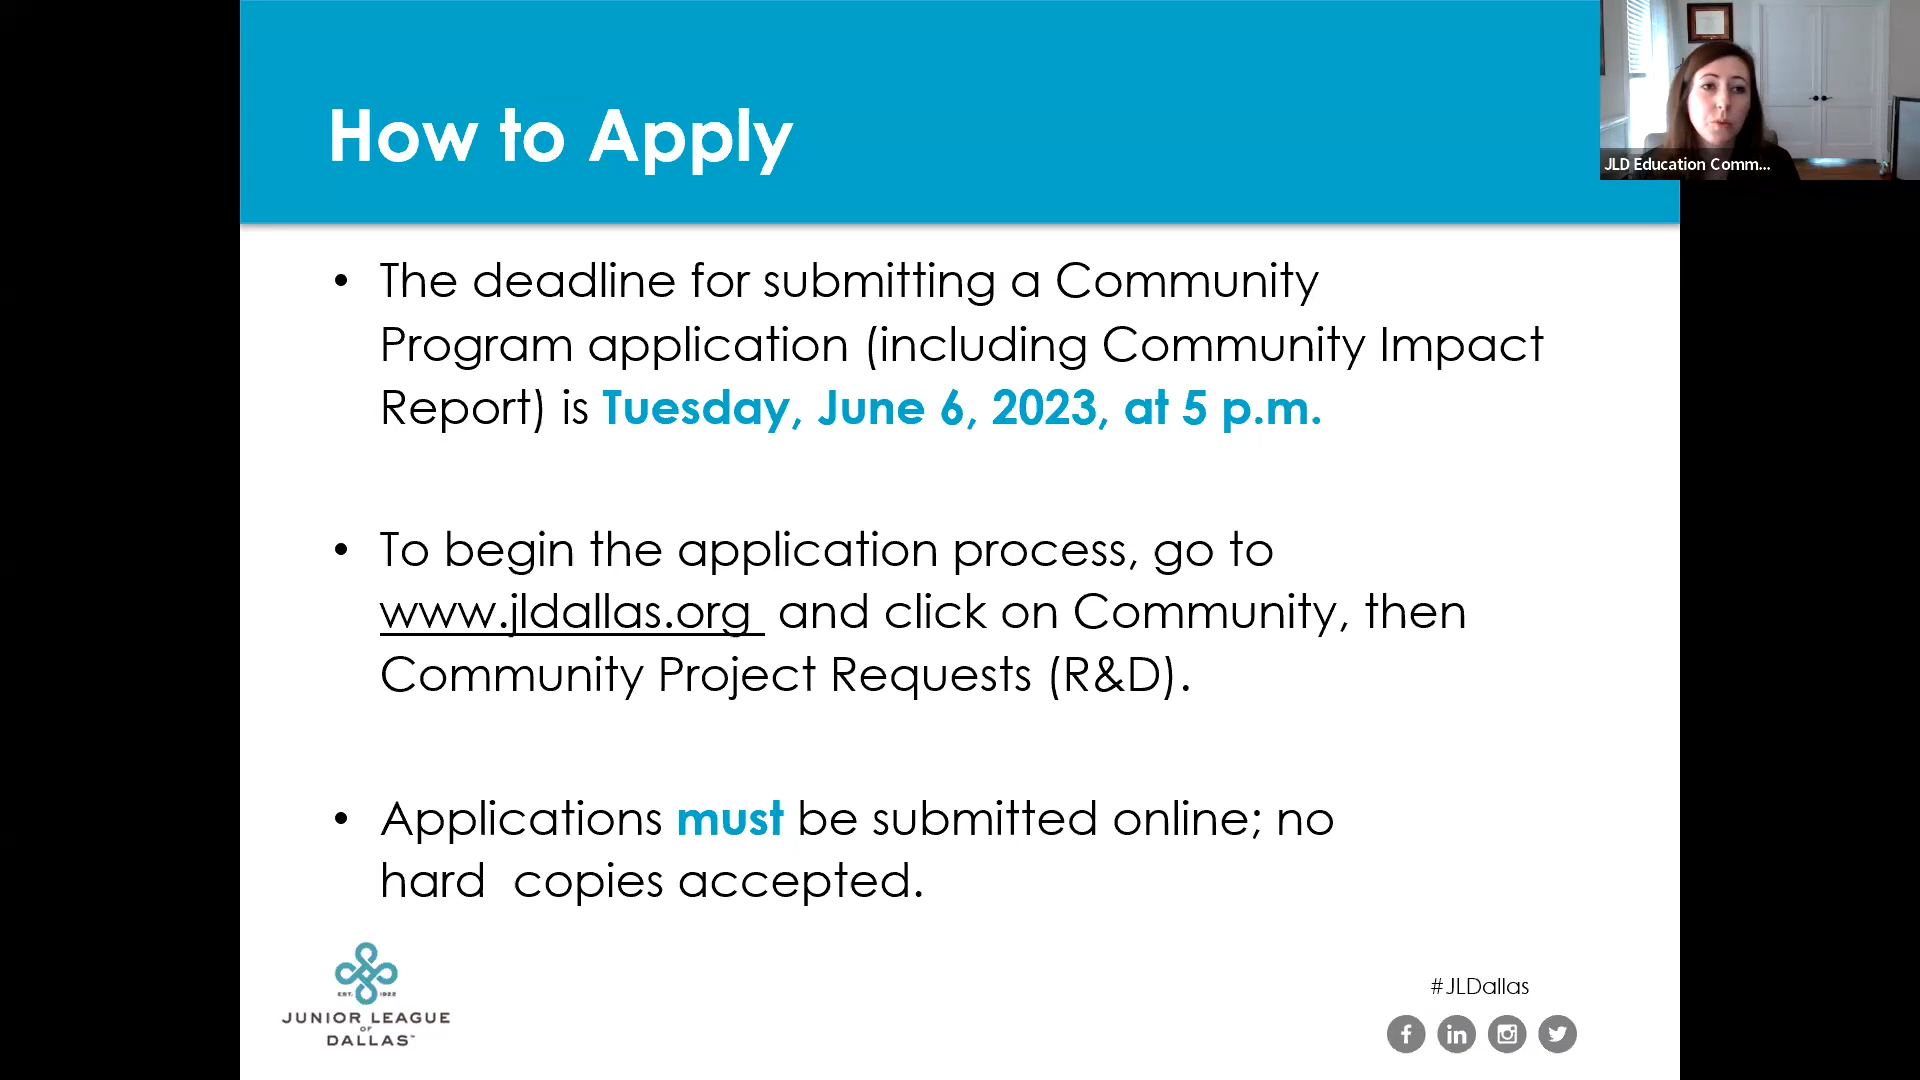 How to Apply
JLD Education Comm...
• The deadline for submitting a Community
Program application (including Community Impact
Report) is Tuesday, June 6, 2023, at 5 p.m.
• To begin the application process, go to
www.jldallas.org and click on Community, then
Community Project Requests (R&D).
• Applications must be submitted online; no
hard copies accepted.
EST. 1922
JUNIOR LEAGUE
OF
DALLAS™
#JLDallas